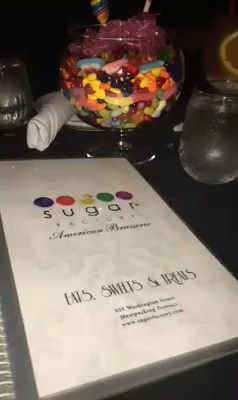 sugar
FACTORY
American Brasserie
EATS, SWEETS & TREATS
835 Washington Street
Meatpacking District
www.sugarfactory.com